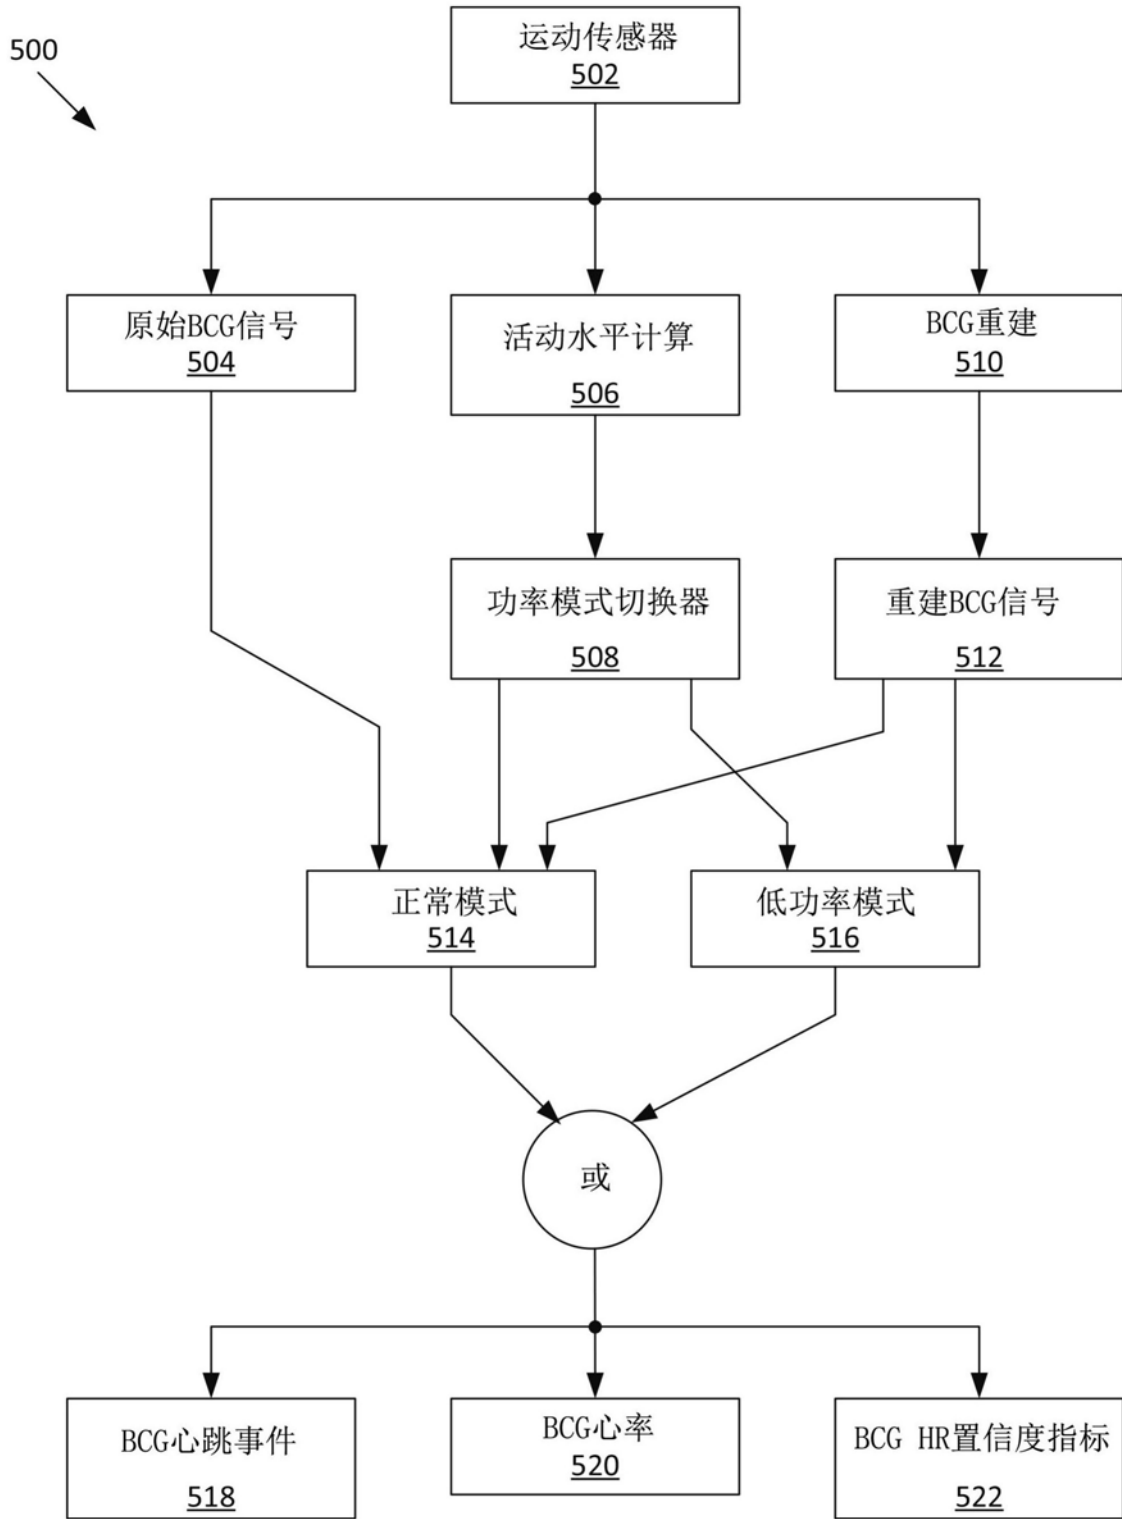 500
运动传感器
502
原始BCG信号
504
活动水平计算
506
BCG重建
510
功率模式切换器
508
重建BCG信号
512
正常模式
514
低功率模式
516
或
BCG心跳事件
518
BCG心率
520
BCG HR置信度指标
522